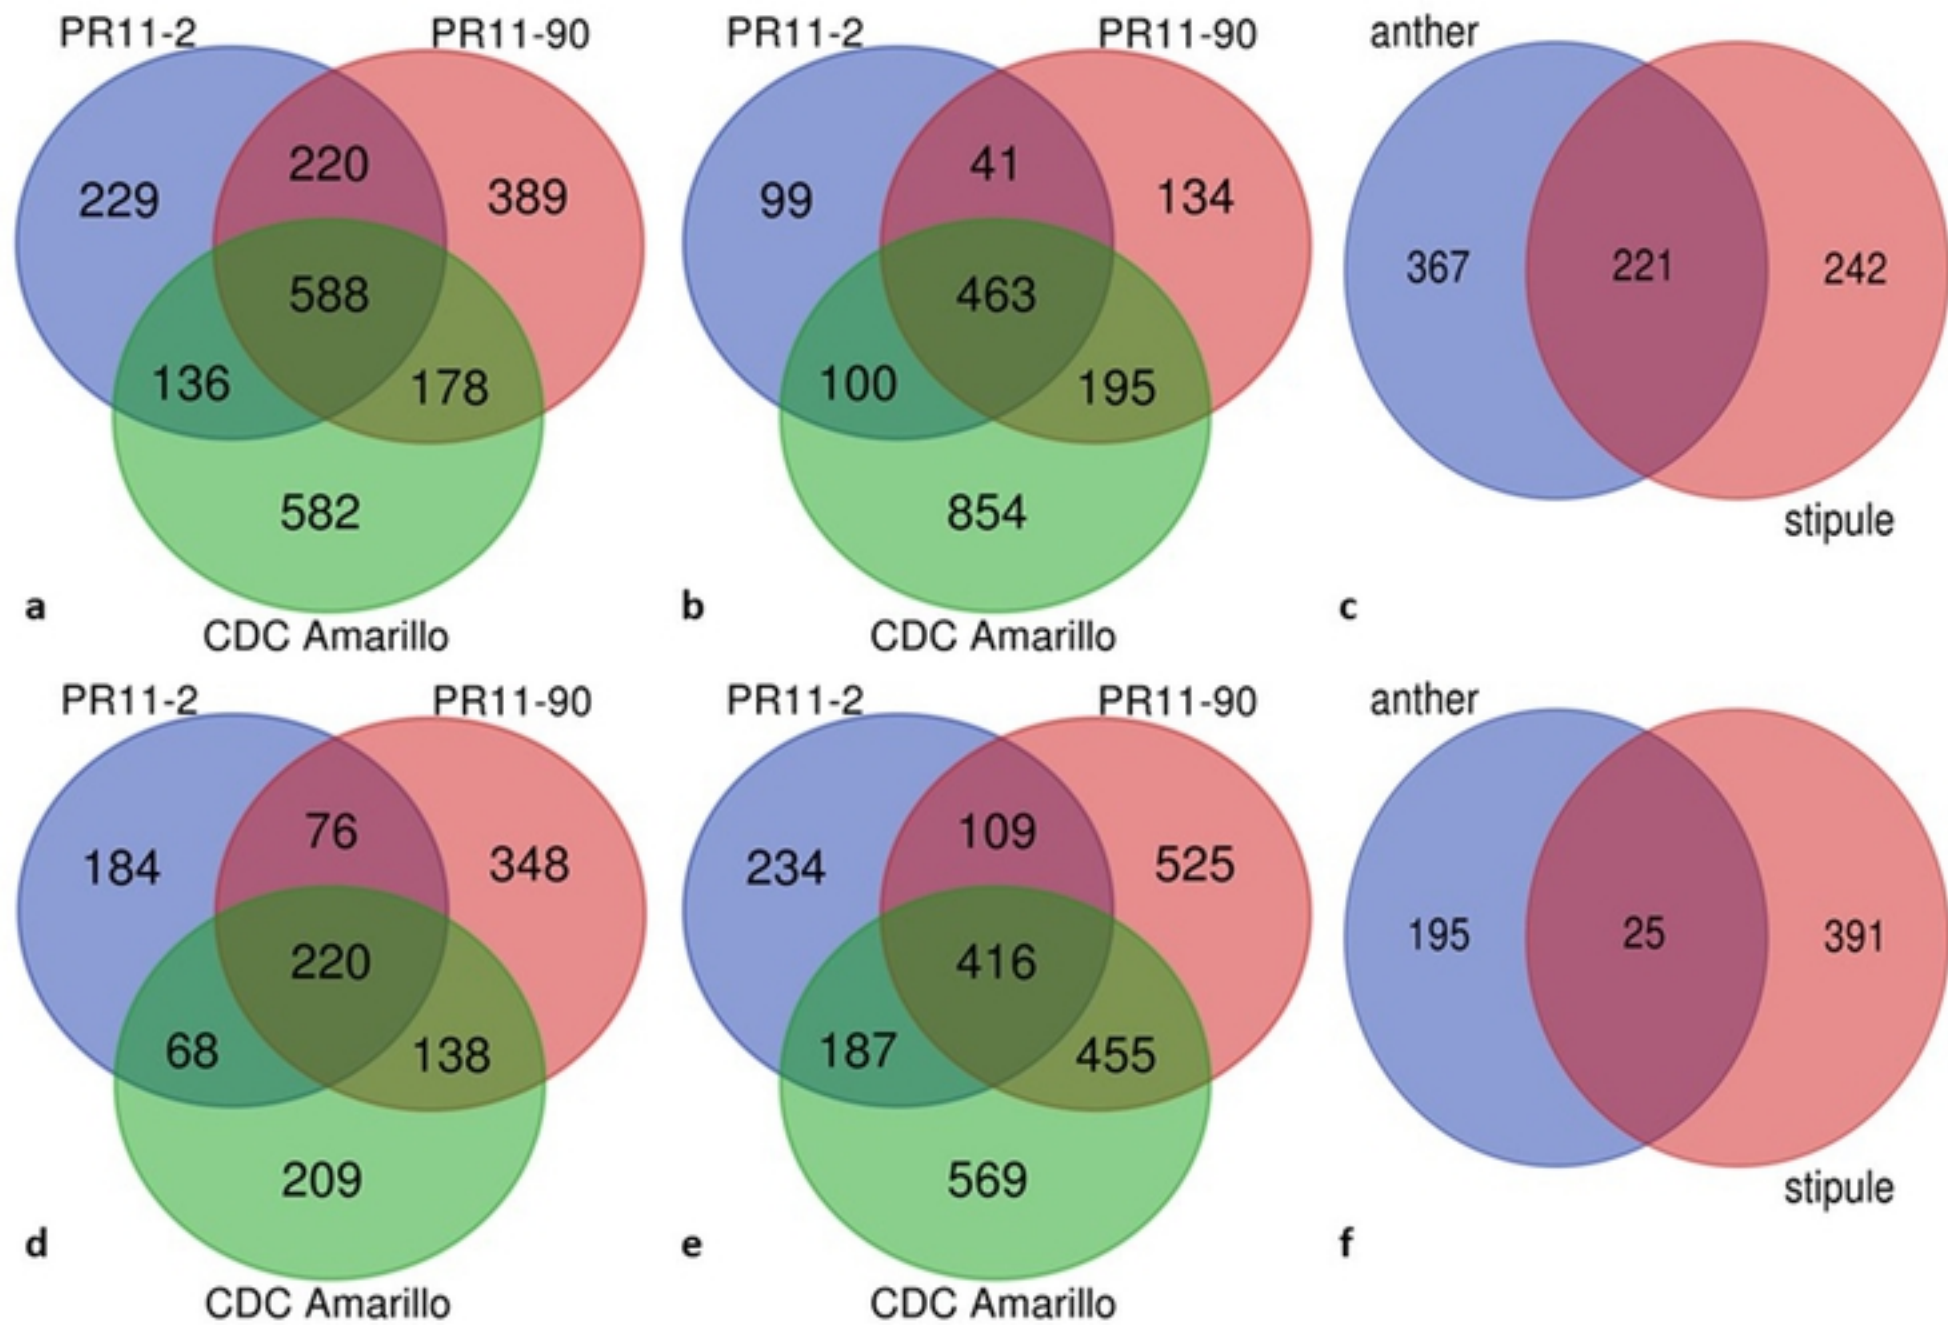 PR11-2 PR11-90
229 220 389
588
136 178
582
a
CDC Amarillo
PR11-2 PR11-90
99 41 134
463
100 195
854
b
CDC Amarillo
anther
367 221 242
stipule
c
PR11-2 PR11-90
184 76 348
220
68 138
209
d
CDC Amarillo
PR11-2 PR11-90
234 109 525
416
187 455
569
e
CDC Amarillo
anther
195 25 391
stipule
f